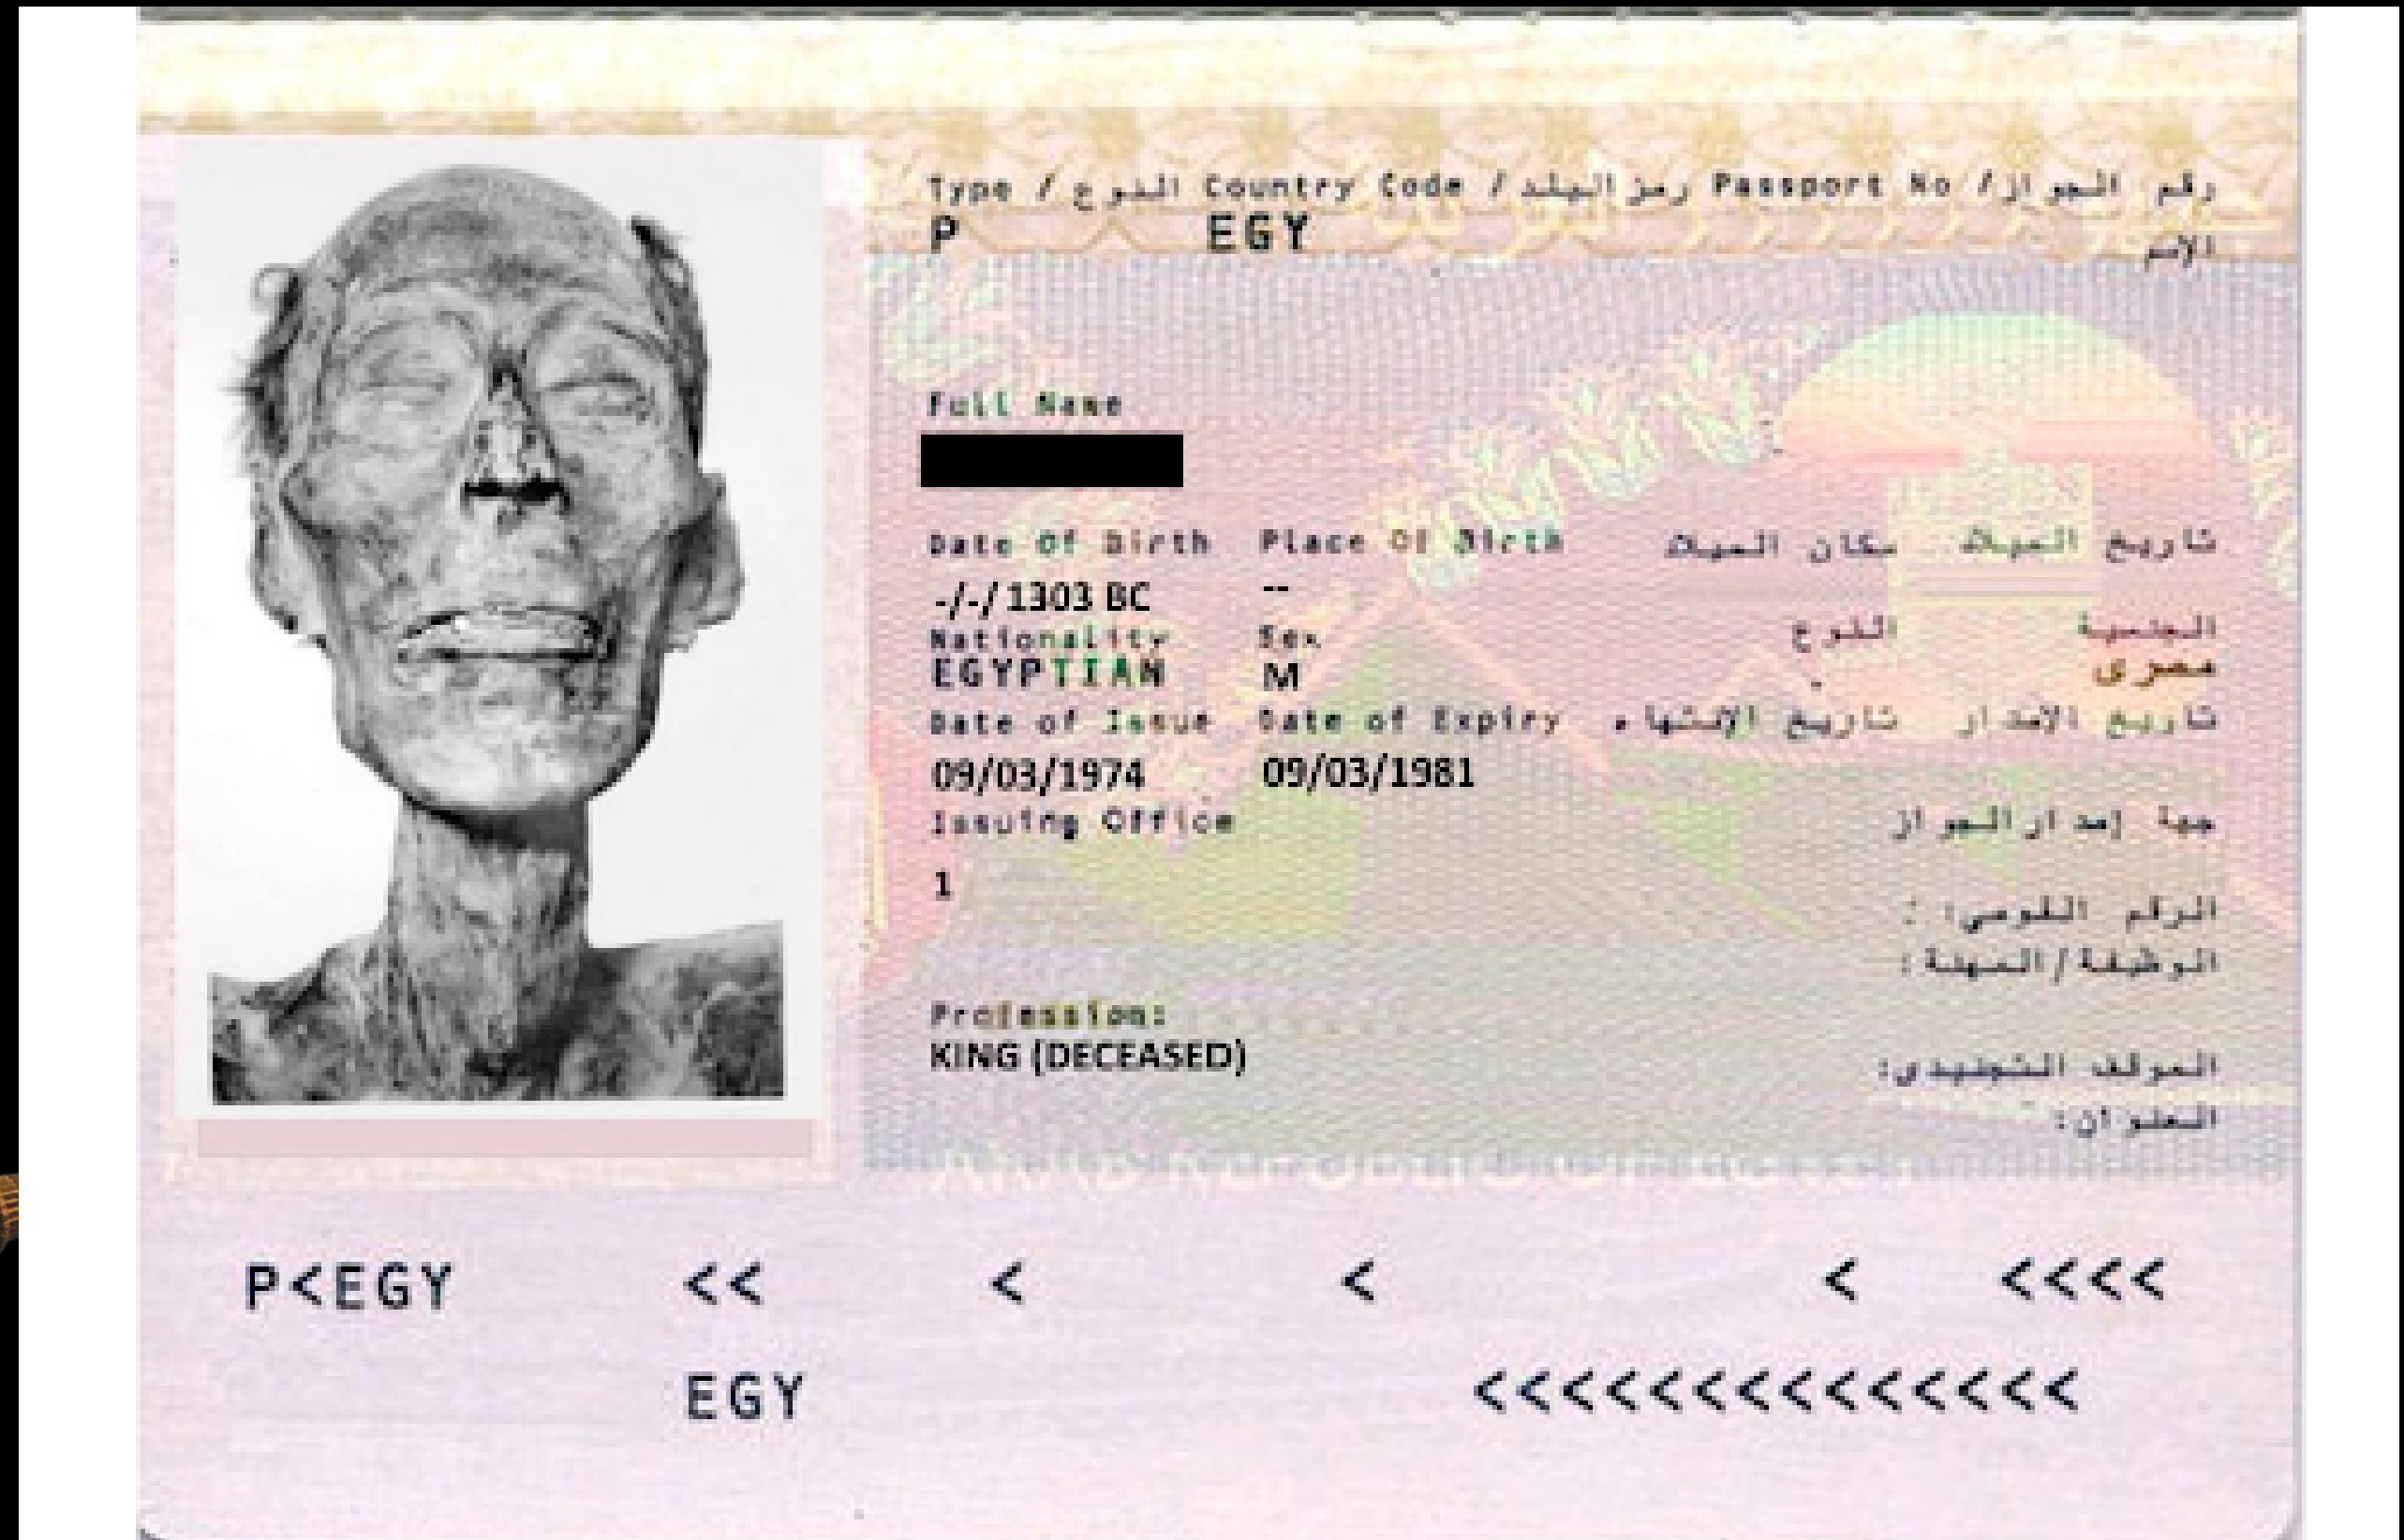 Type / النوع Country Code / رمز البلد Passport No / رقم الجواز
P EGY
الاسم
Full Name
Date Of Birth Place Of Birth مكان الميلاد تاريخ الميلاد
-/-/ 1303 BC --
Nationality Sex النوع الجنسية
EGYPTIAN M مصرى
Date of Issue Date of Expiry تاريخ الانتهاء تاريخ الاصدار
09/03/1974 09/03/1981
Issuing Office جهة إصدار الجواز
1
الرقم القومي :
الوظيفة/المهنة :
Profession:
KING (DECEASED)
الموقف التجنيدى:
العنوان:
P<EGY << < < < <<<<
EGY <<<<<<<<<<<<<<